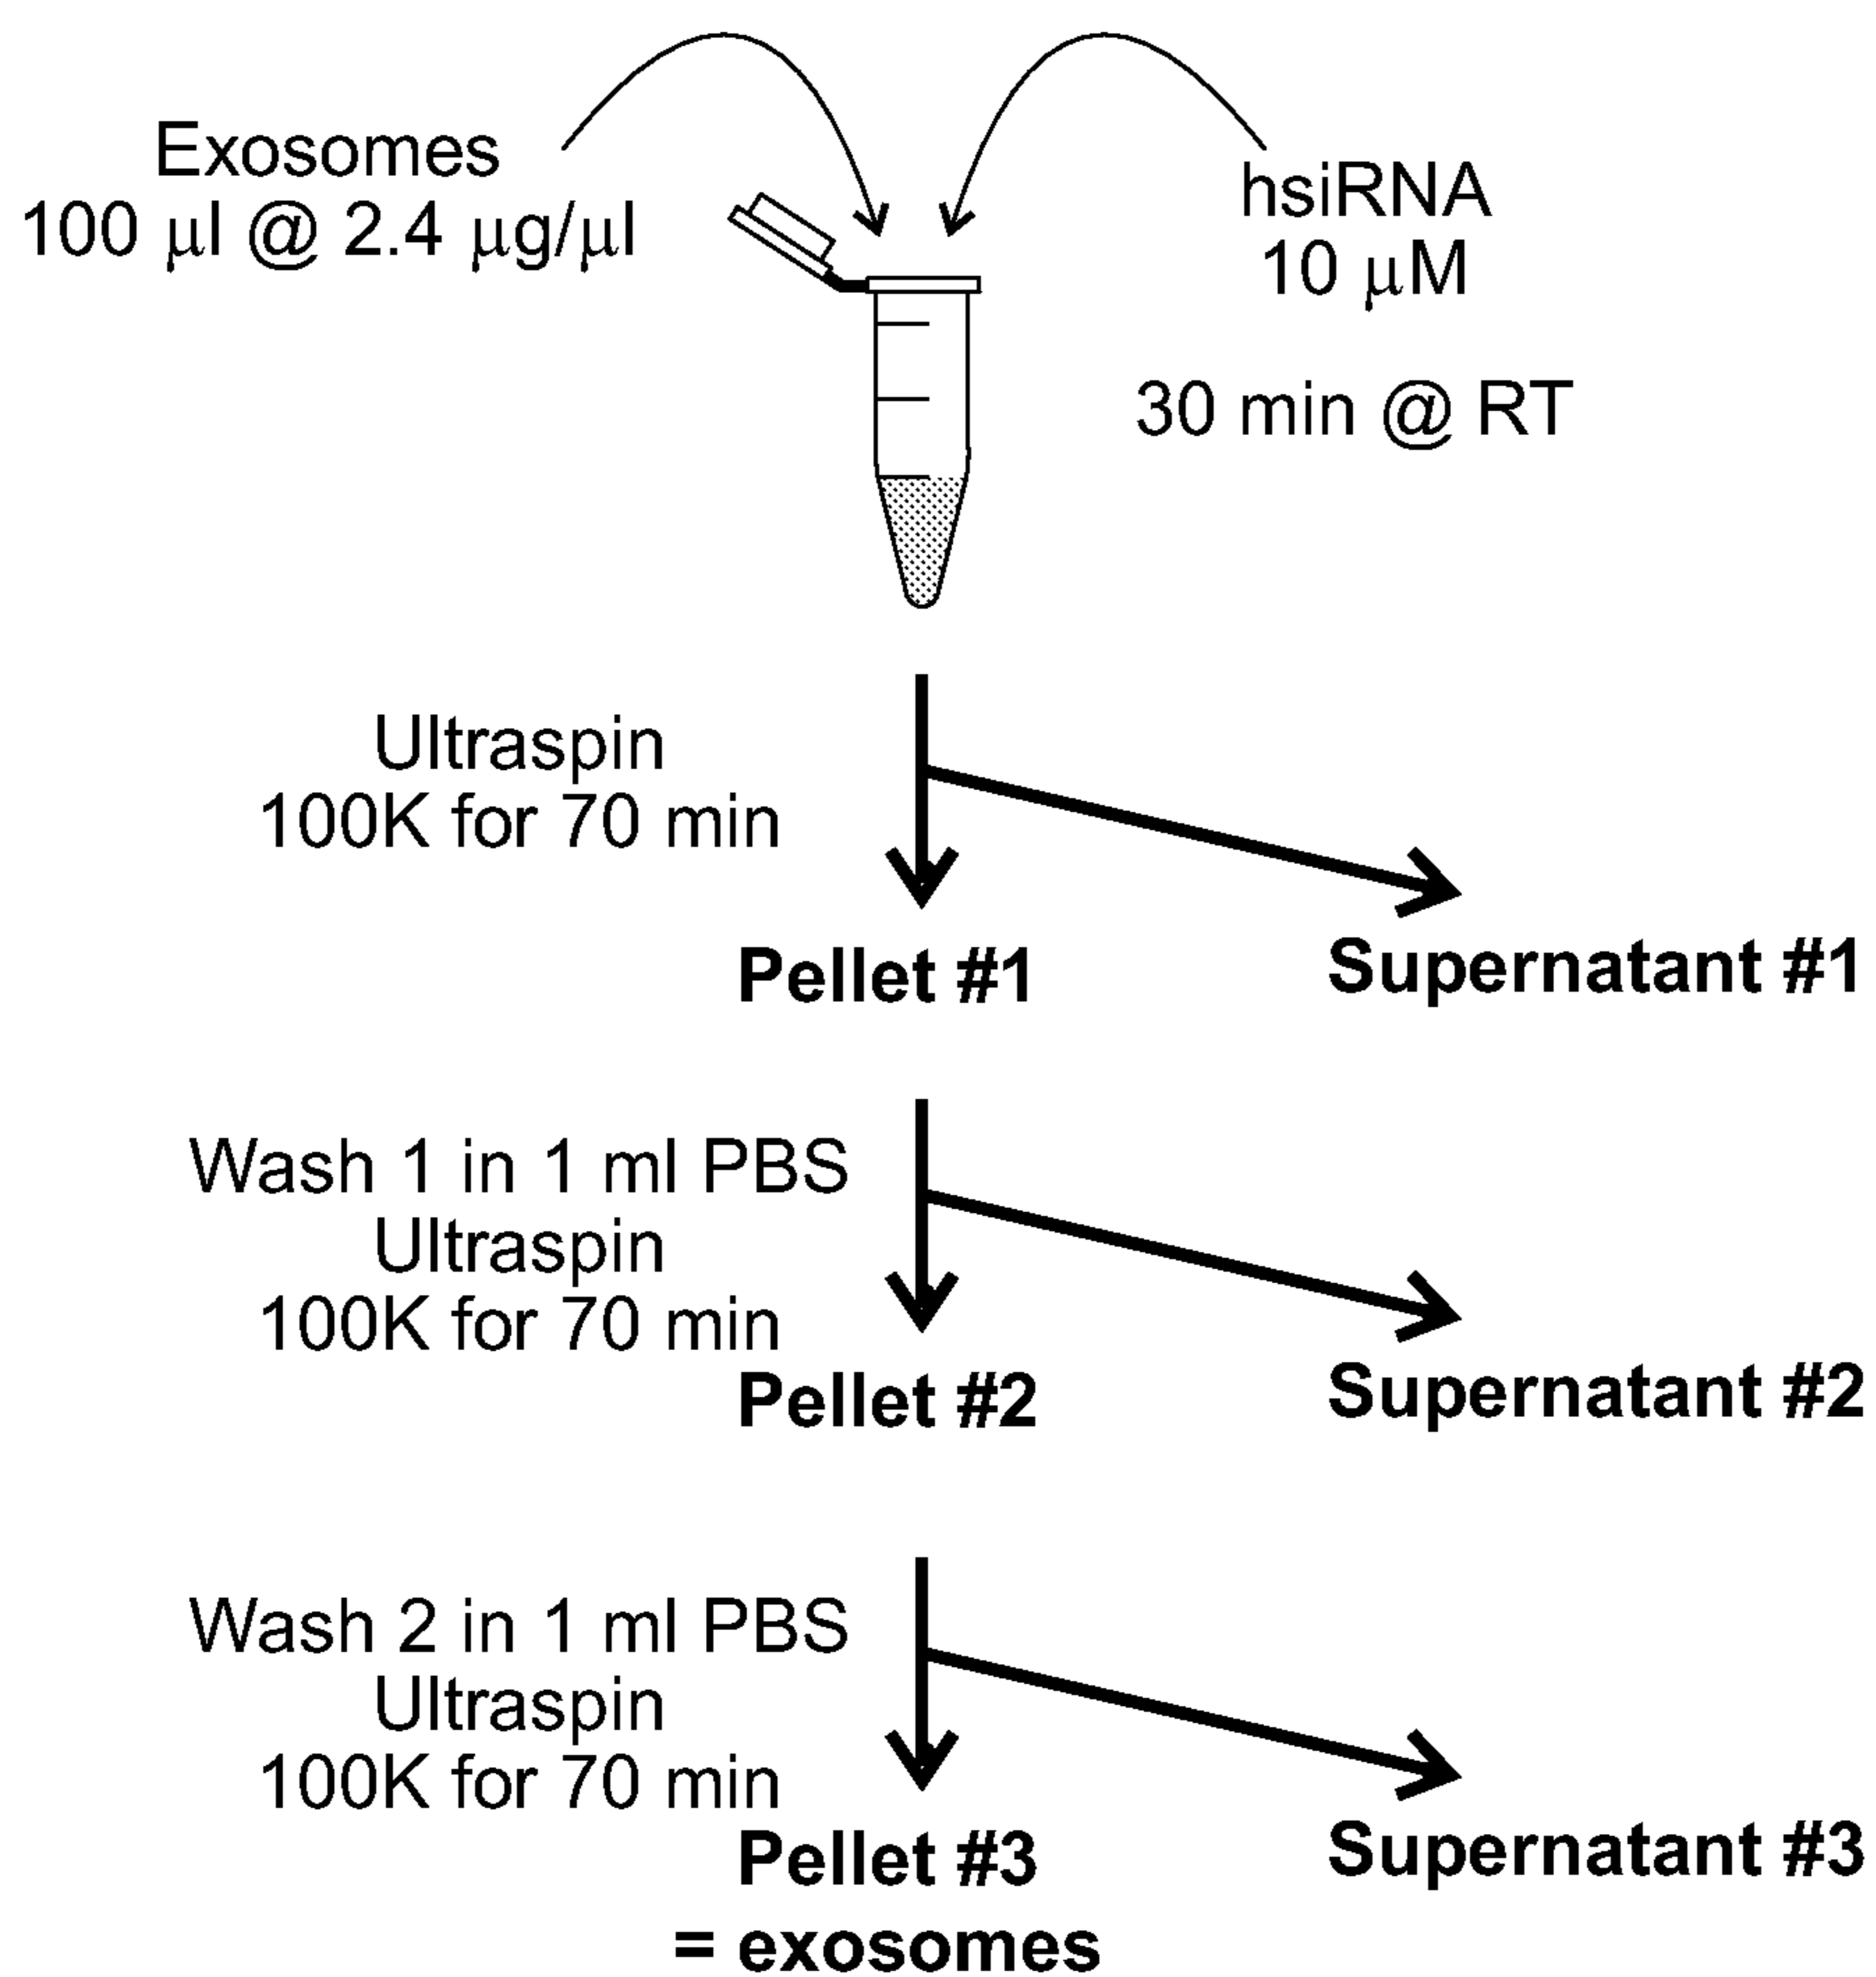 Exosomes
100 µl @ 2.4 µg/µl
hsiRNA
10 µM
30 min @ RT
Ultraspin
100K for 70 min
Pellet #1
Supernatant #1
Wash 1 in 1 ml PBS
Ultraspin
100K for 70 min
Pellet #2
Supernatant #2
Wash 2 in 1 ml PBS
Ultraspin
100K for 70 min
Pellet #3
Supernatant #3
= exosomes